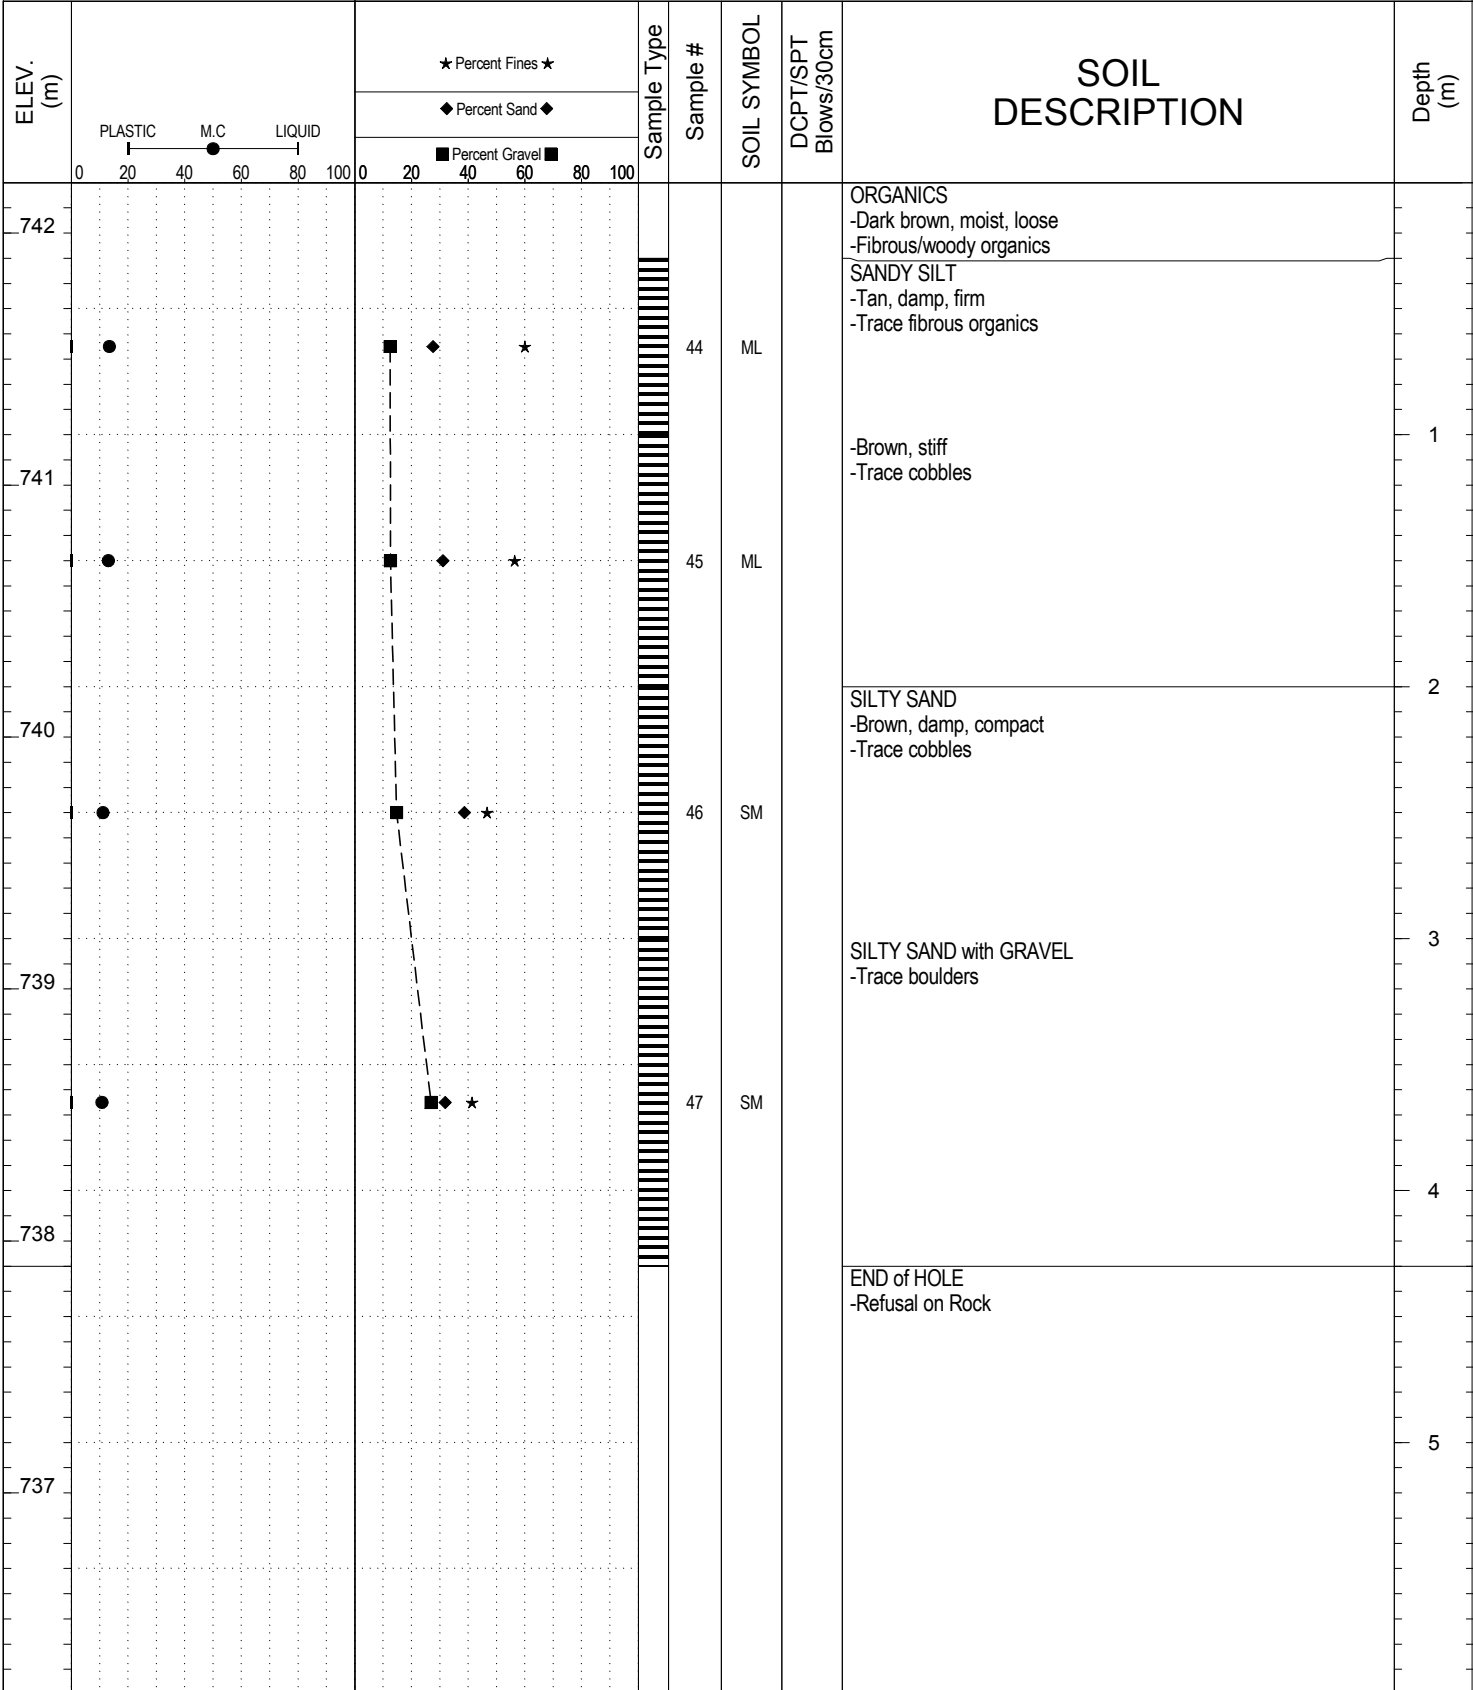 ELEV.
(m)
PLASTIC M.C LIQUID
0 20 40 60 80 100
★ Percent Fines ★
◆ Percent Sand ◆
■ Percent Gravel ■
0 20 40 60 80 100
Sample Type
Sample #
SOIL SYMBOL
DCPT/SPT
Blows/30cm
SOIL
DESCRIPTION
Depth
(m)
ORGANICS
-Dark brown, moist, loose
742
-Fibrous/woody organics
SANDY SILT
-Tan, damp, firm
-Trace fibrous organics
44 ML
1
-Brown, stiff
-Trace cobbles
741
45 ML
2
SILTY SAND
-Brown, damp, compact
740
-Trace cobbles
46 SM
3
SILTY SAND with GRAVEL
-Trace boulders
739
47 SM
4
738
END of HOLE
-Refusal on Rock
5
737